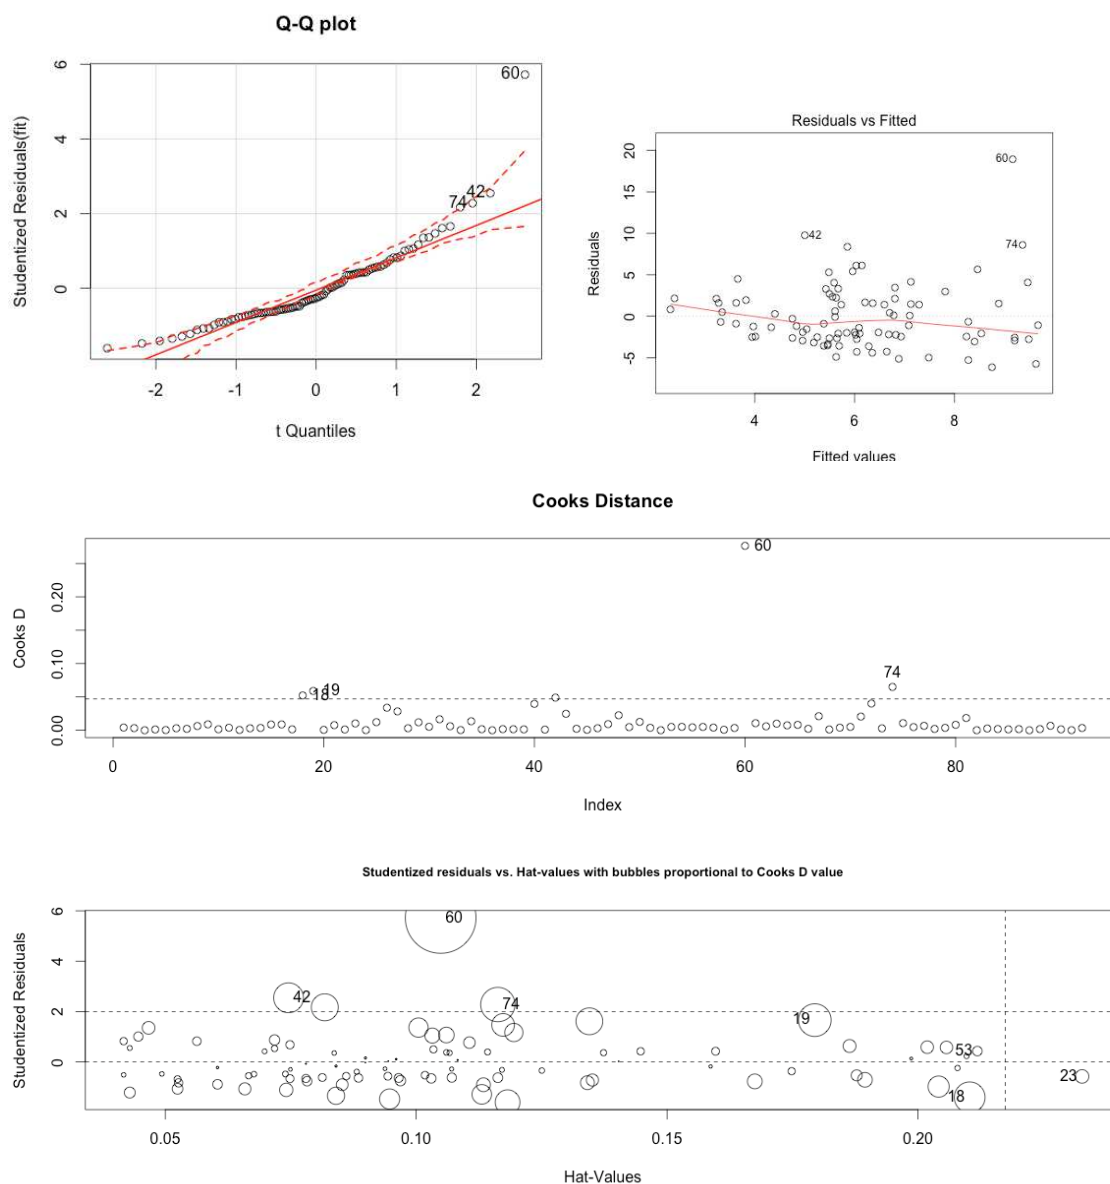 Q-Q plot
Studentized Residuals(fit)
6
4
2
0
60
42
74
-2 -1 0 1 2
t Quantiles
Residuals vs Fitted
Residuals
20
15
10
5
0
-5
60
42
74
4 6 8
Fitted values
Cooks Distance
Cooks D
0.20
0.10
0.00
60
74
19
18
0 20 40 60 80
Index
Studentized residuals vs. Hat-values with bubbles proportional to Cooks D value
Studentized Residuals
6
4
2
0
60
42
74
19
53
23
18
0.05 0.10 0.15 0.20
Hat-Values